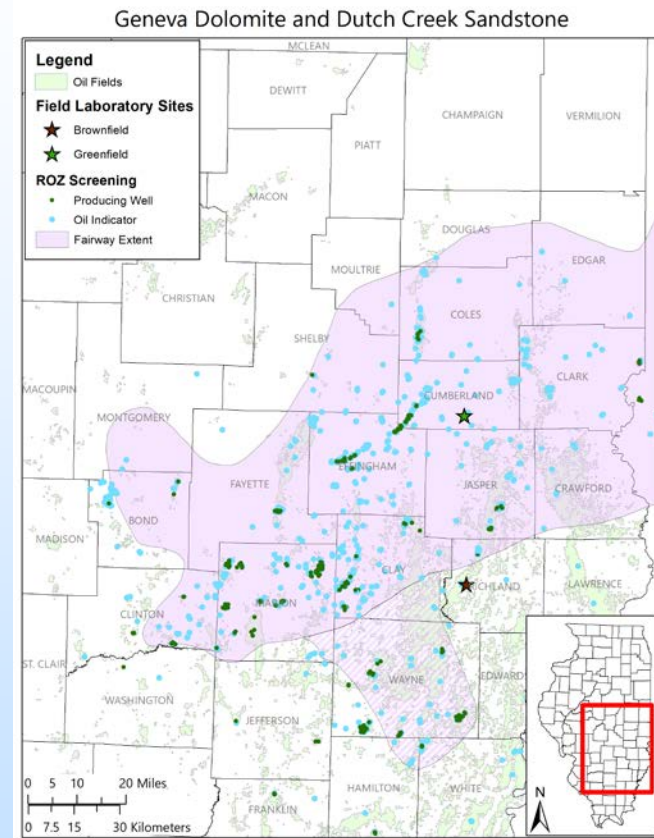 Geneva Dolomite and Dutch Creek Sandstone
Legend
Oil Fields
Field Laboratory Sites
Brownfield
Greenfield
ROZ Screening
Producing Well
Oil Indicator
Fairway Extent
MCLEAN
DEWITT
CHAMPAIGN
VERMILION
PIATT
MACON
DOUGLAS
EDGAR
MOULTRIE
CHRISTIAN
COLES
SHELBY
CLARK
MACOUPIN
CUMBERLAND
MONTGOMERY
EFFINGHAM
FAYETTE
JASPER
CRAWFORD
BOND
MADISON
CLAY
RICHLAND
LAWRENCE
MARION
CLINTON
ST. CLAIR
WAYNE
EDWARD
WASHINGTON
JEFFERSON
HAMILTON
WHITE
FRANKLIN
0 5 10 20 Miles
0 7.5 15 30 Kilometers
N